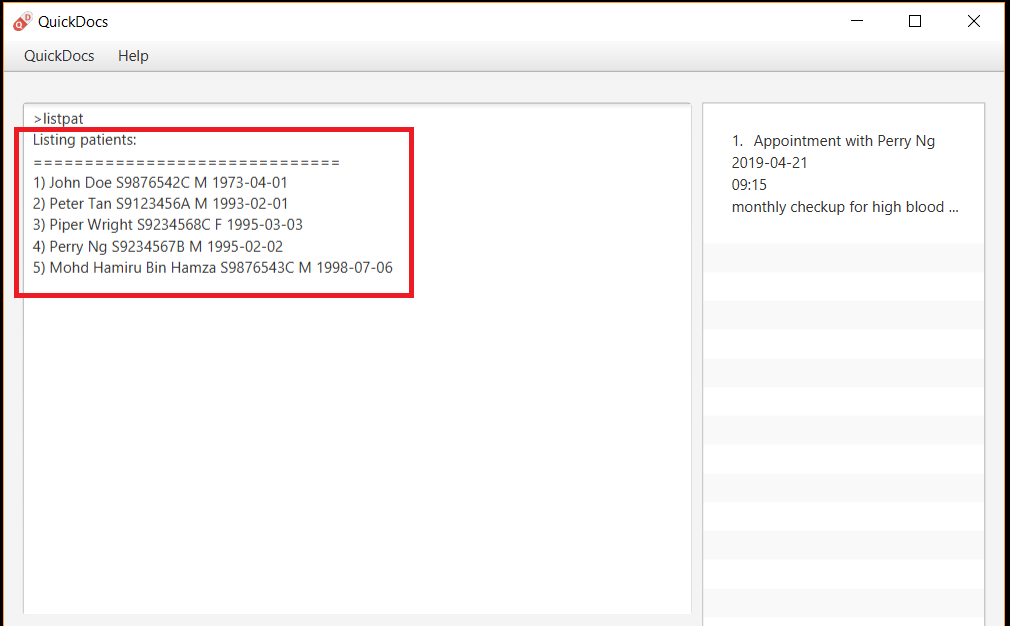 QuickDocs
QuickDocs Help
>listpat
Listing patients:
==============================
1) John Doe S9876542C M 1973-04-01
2) Peter Tan S9123456A M 1993-02-01
3) Piper Wright S9234568C F 1995-03-03
4) Perry Ng S9234567B M 1995-02-02
5) Mohd Hamiru Bin Hamza S9876543C M 1998-07-06
1. Appointment with Perry Ng
2019-04-21
09:15
monthly checkup for high blood ...